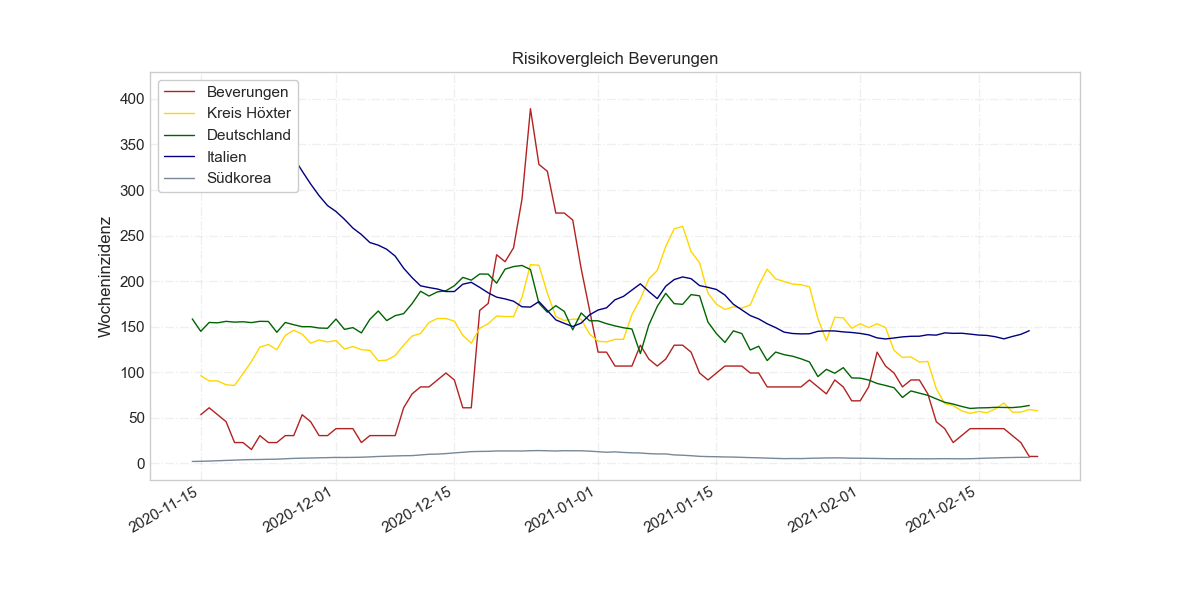 Risikovergleich Beverungen
Wocheninzidenz
400
350
300
250
200
150
100
50
0
Beverungen
Kreis Höxter
Deutschland
Italien
Südkorea
2020-11-15
2020-12-01
2020-12-15
2021-01-01
2021-01-15
2021-02-01
2021-02-15